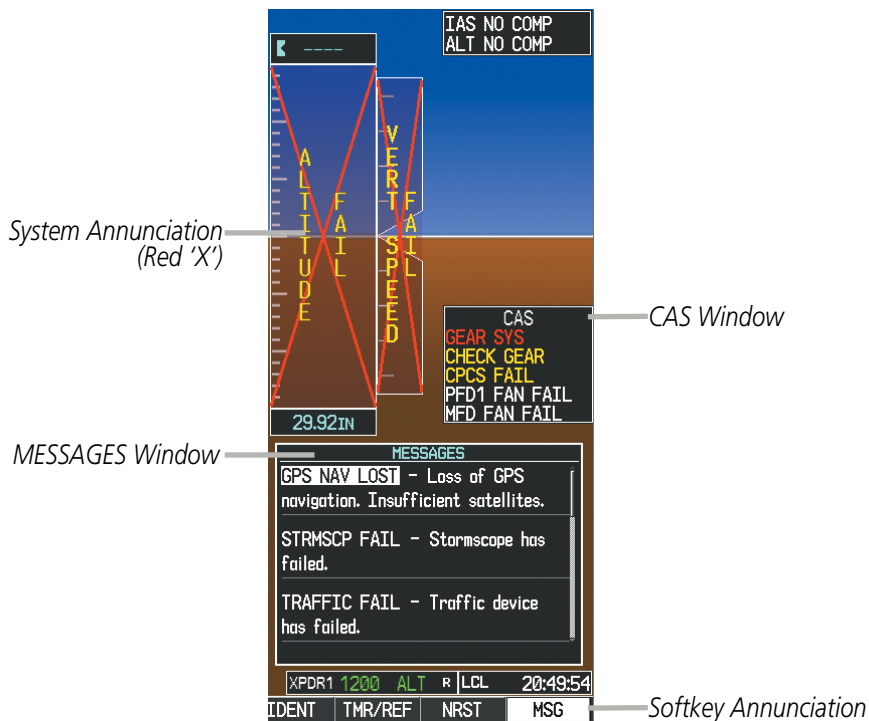 IAS NO COMP
ALT NO COMP
----
ALTITUDE
FAIL
VERT SPEED
FAIL
System Annunciation
(Red ‘X’)
CAS
GEAR SYS
CHECK GEAR
CPCS FAIL
PFD1 FAN FAIL
MFD FAN FAIL
CAS Window
29.92IN
MESSAGES Window
MESSAGES
GPS NAV LOST – Loss of GPS
navigation. Insufficient satellites.
STRMSCP FAIL – Stormscope has
failed.
TRAFFIC FAIL – Traffic device
has failed.
XPDR1 1200 ALT R LCL 20:49:54
IDENT TMR/REF NRST MSG
Softkey Annunciation